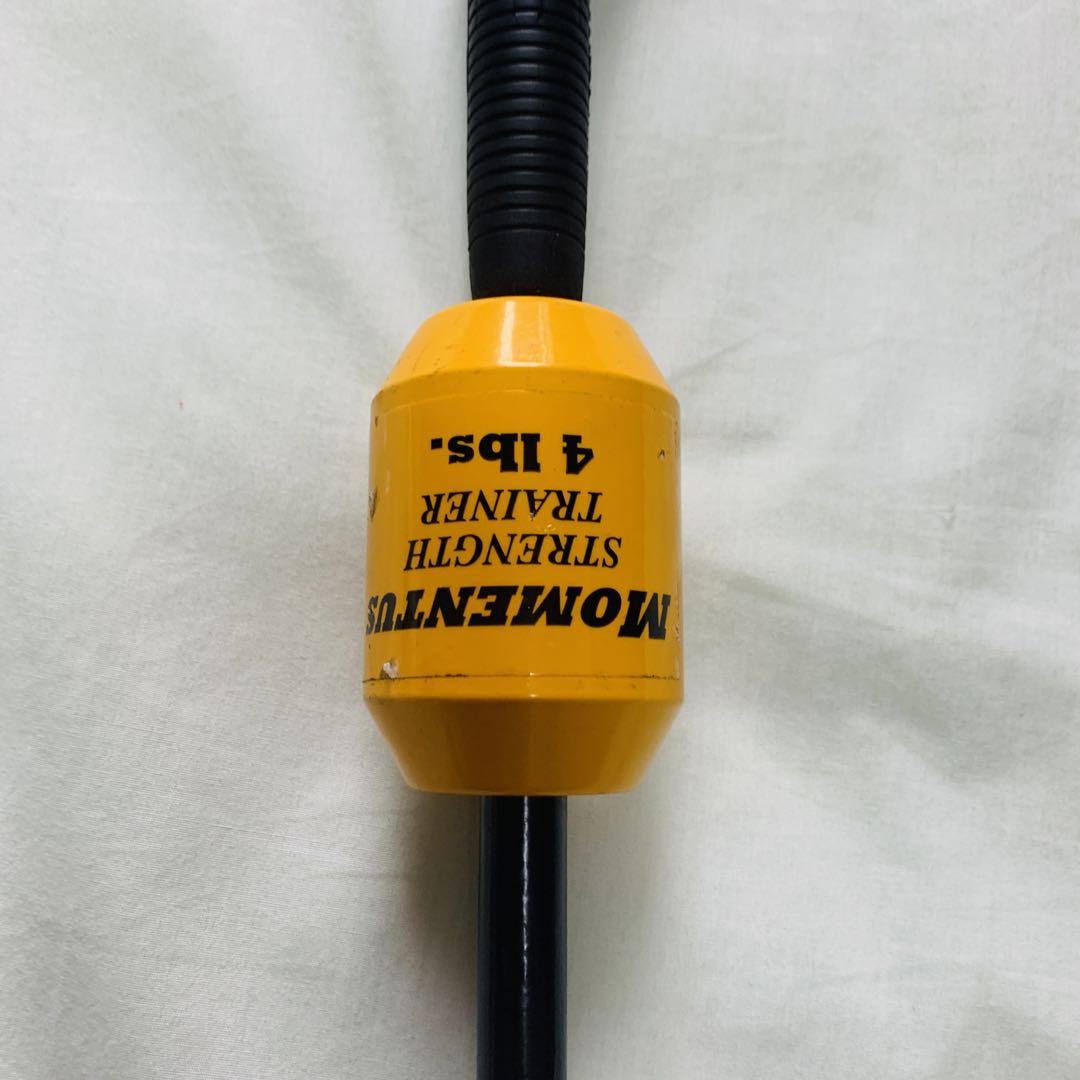 MOMENTUS
STRENGTH
TRAINER
4 lbs.